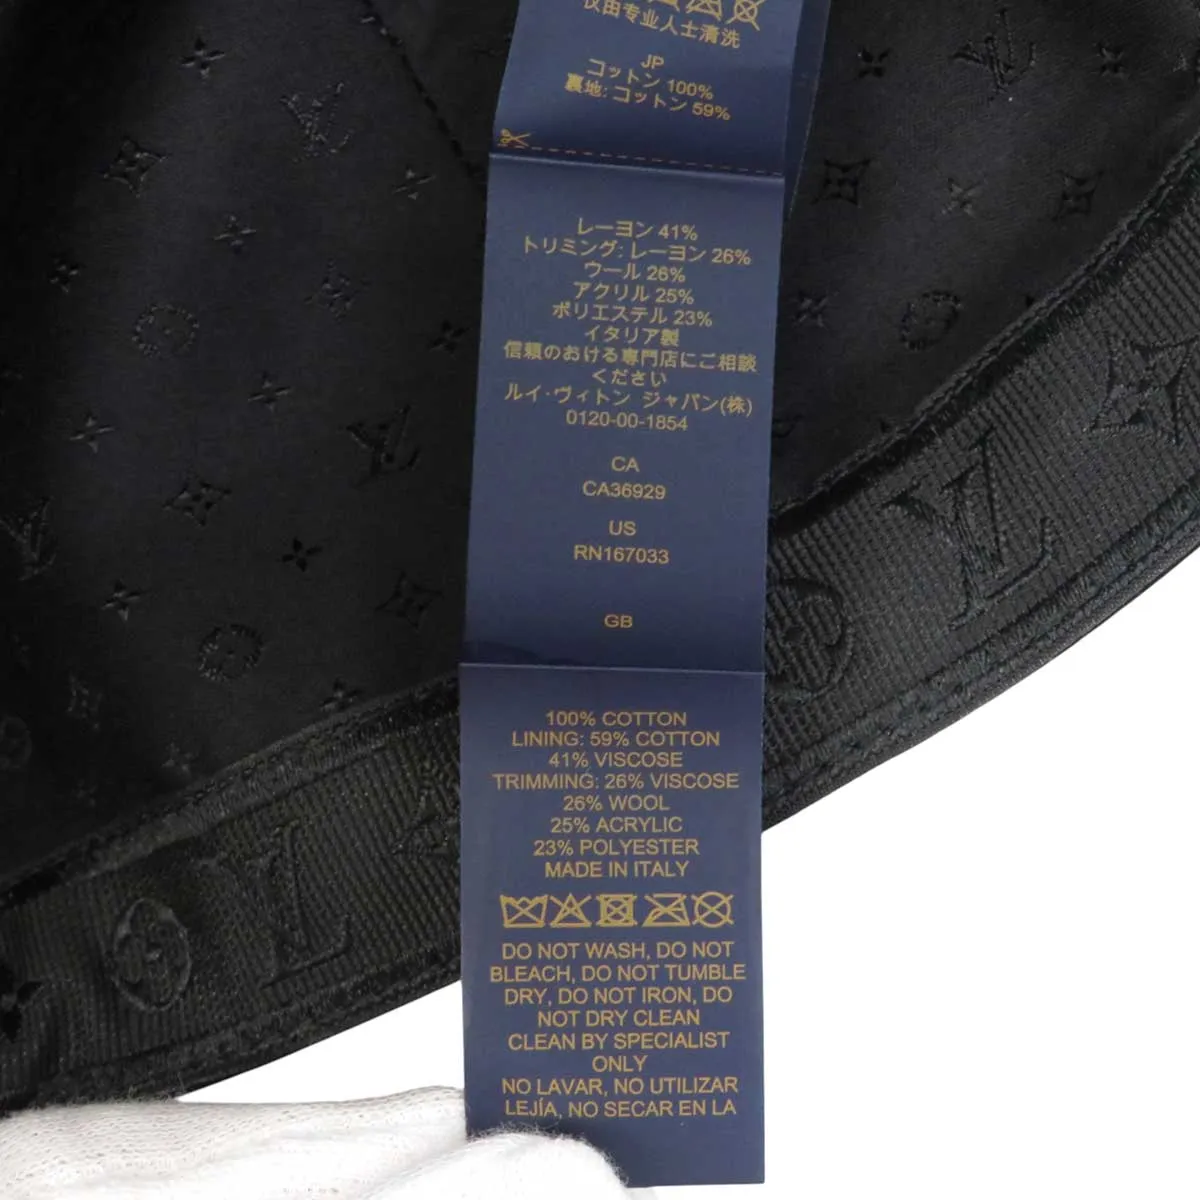 仅由专业人士清洗
JP
コットン 100%
裏地: コットン 59%
レーヨン 41%
トリミング: レーヨン 26%
ウール 26%
アクリル 25%
ポリエステル 23%
イタリア製
信頼のおける専門店にご相談
ください
ルイ・ヴィトン ジャパン(株)
0120-00-1854
CA
CA36929
US
RN167033
GB
100% COTTON
LINING: 59% COTTON
41% VISCOSE
TRIMMING: 26% VISCOSE
26% WOOL
25% ACRYLIC
23% POLYESTER
MADE IN ITALY
DO NOT WASH, DO NOT
BLEACH, DO NOT TUMBLE
DRY, DO NOT IRON, DO
NOT DRY CLEAN
CLEAN BY SPECIALIST
ONLY
NO LAVAR, NO UTILIZAR
LEJÍA, NO SECAR EN LA